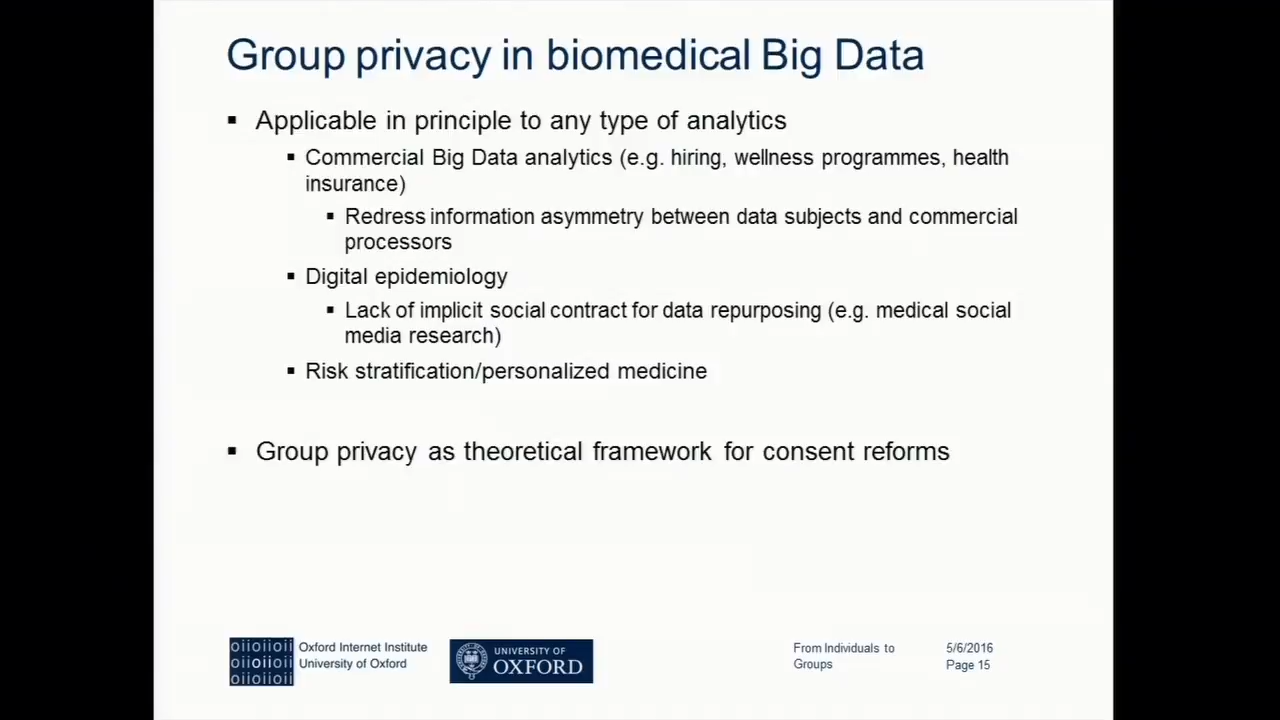 Group privacy in biomedical Big Data
▪ Applicable in principle to any type of analytics
▪ Commercial Big Data analytics (e.g. hiring, wellness programmes, health
insurance)
▪ Redress information asymmetry between data subjects and commercial
processors
▪ Digital epidemiology
▪ Lack of implicit social contract for data repurposing (e.g. medical social
media research)
▪ Risk stratification/personalized medicine
▪ Group privacy as theoretical framework for consent reforms
oiioiioii
oiioiioii
oiioiioii
Oxford Internet Institute
University of Oxford
UNIVERSITY OF
OXFORD
From Individuals to
Groups
5/6/2016
Page 15